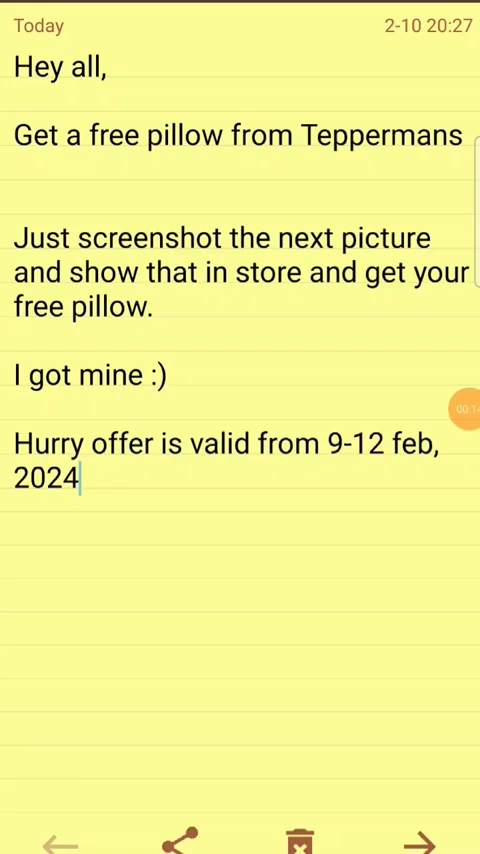 Today 2-10 20:27
Hey all,
Get a free pillow from Teppermans
Just screenshot the next picture
and show that in store and get your
free pillow.
I got mine :)
Hurry offer is valid from 9-12 feb,
2024